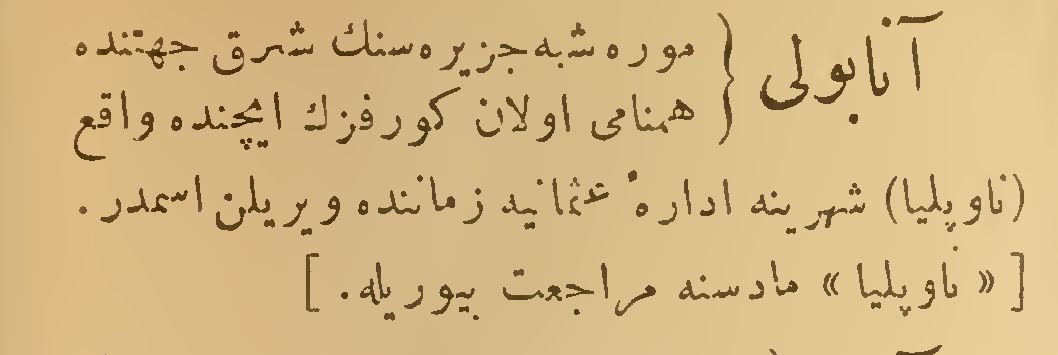 آنابولی { موره شبه جزیره سنك شرق جهتنده
همنامی اولان كورفزك ایچنده واقع
(ناوپلیا) شهرینه ادارهٔ عثمانیه زماننده ویریلن اسمدر .
[ « ناوپلیا » مادسنه مراجعت بیوریله . ]